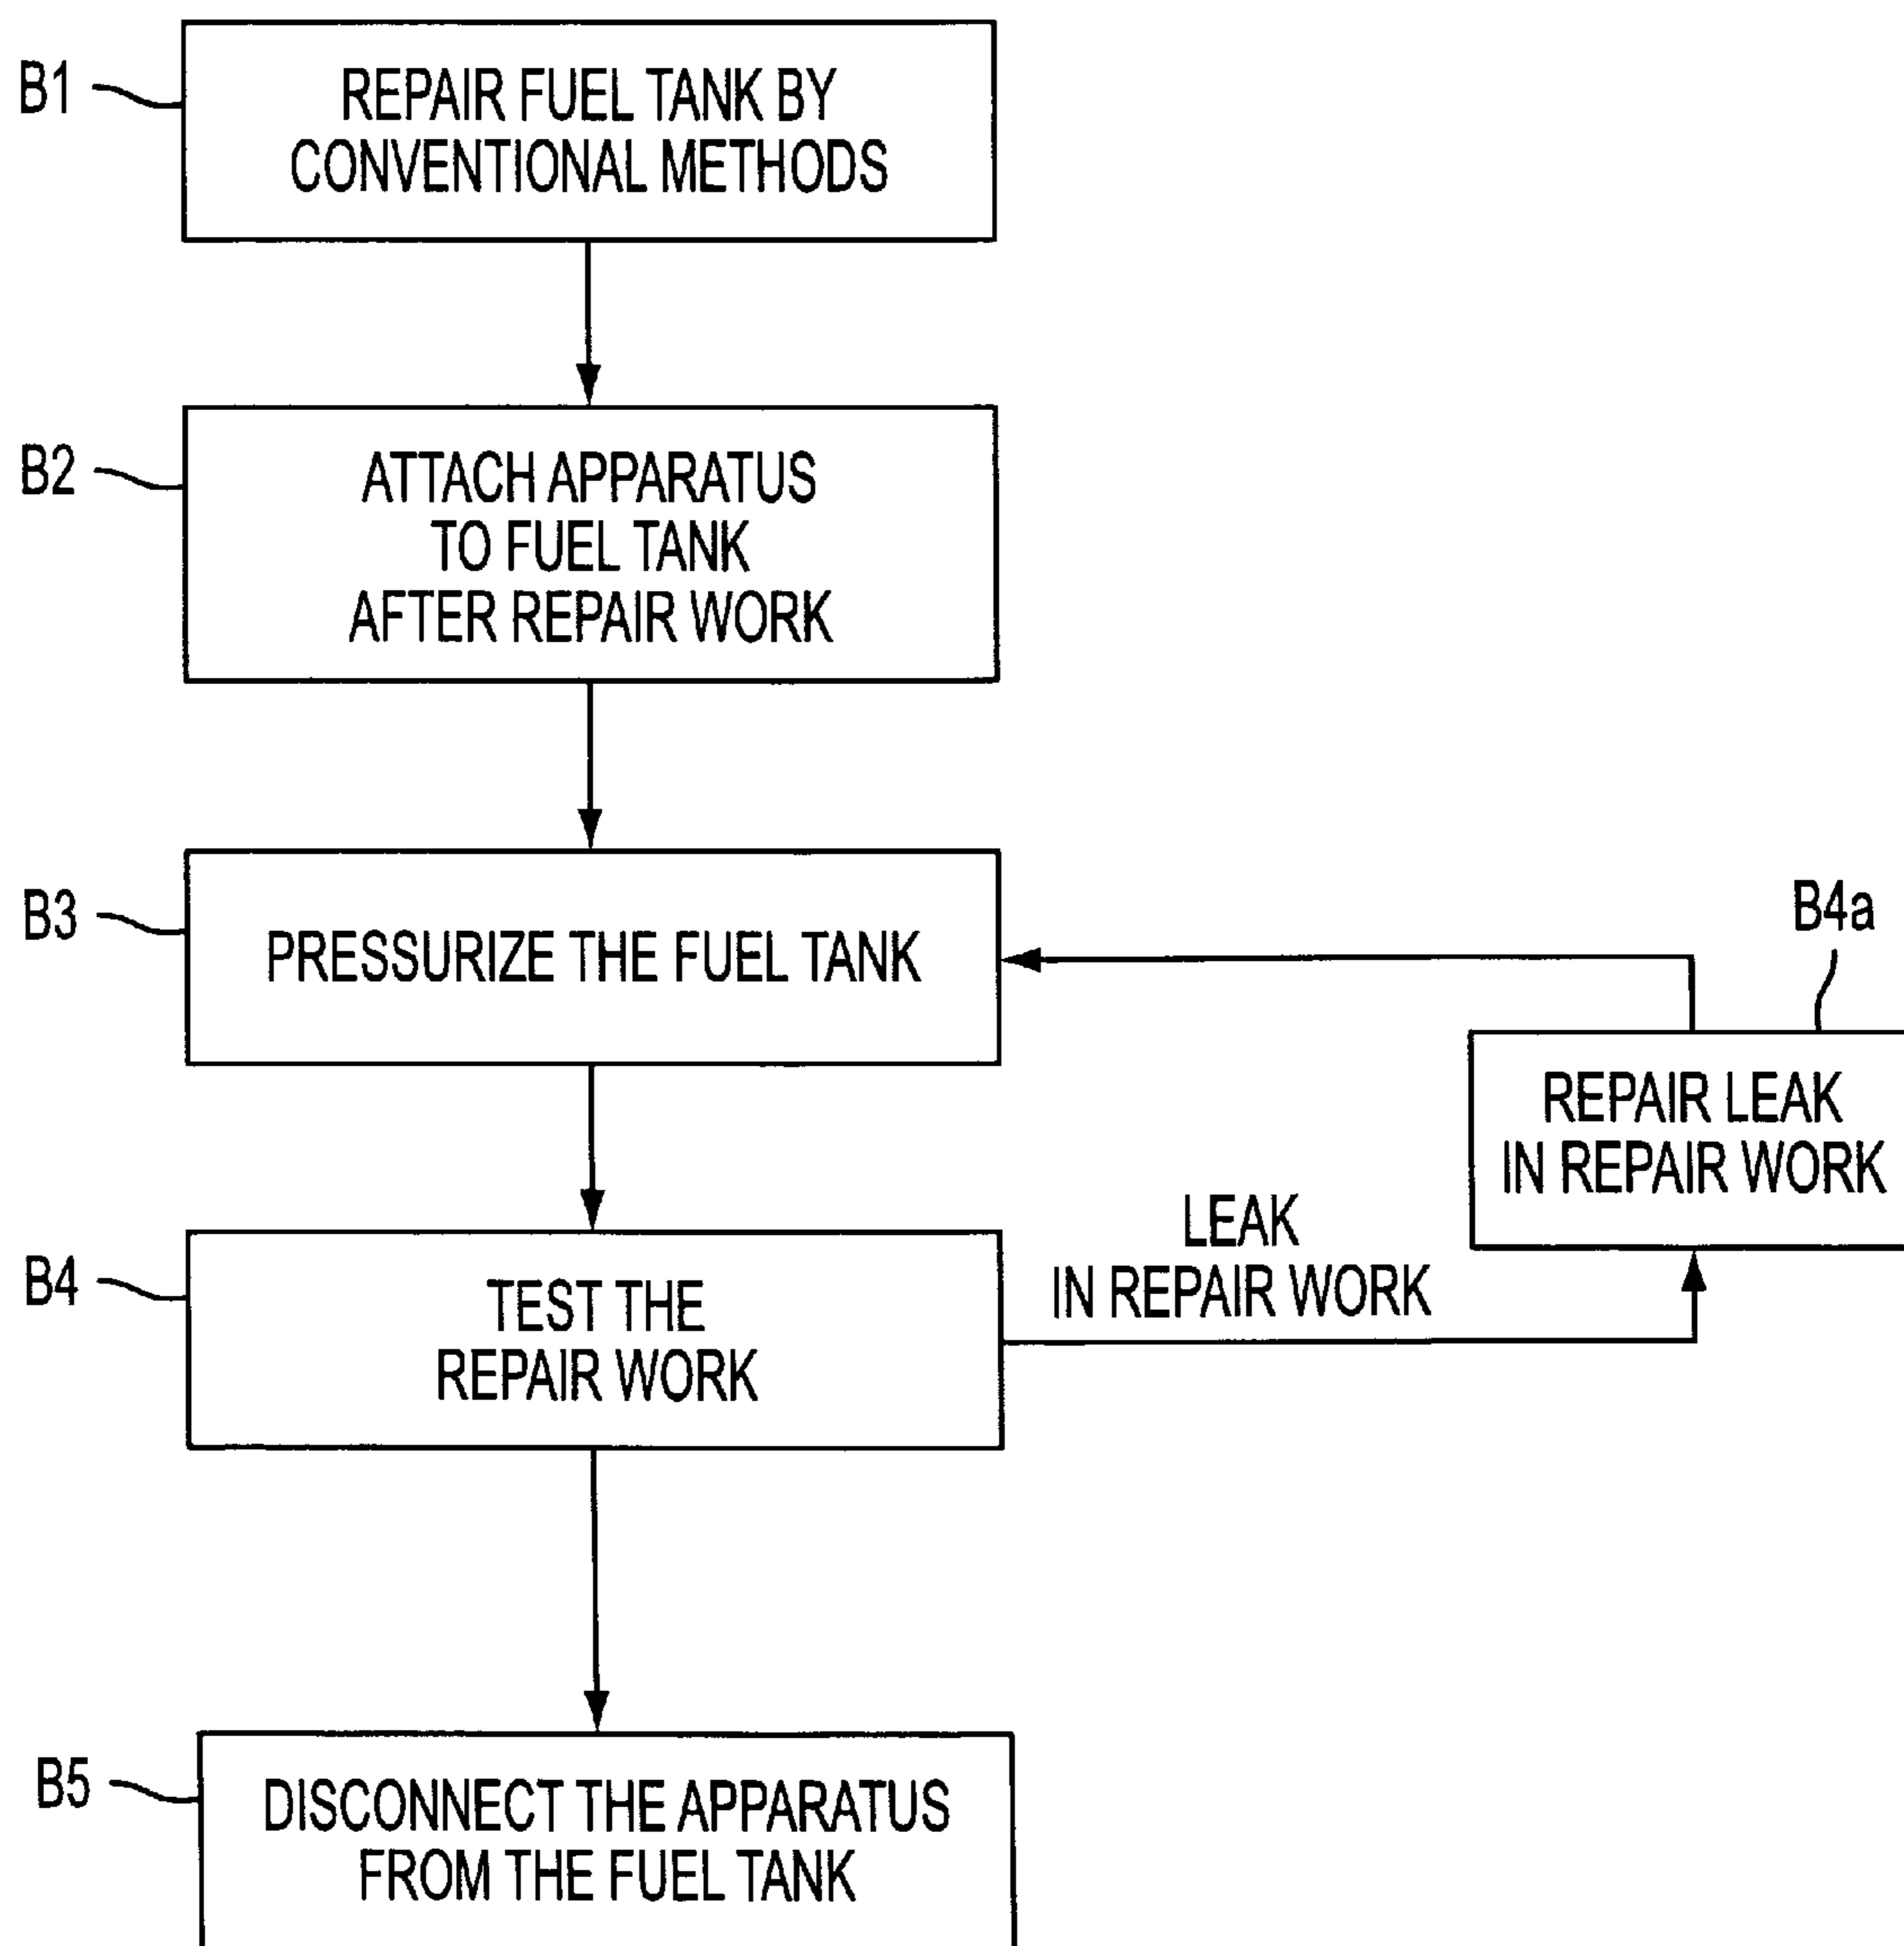 B1
REPAIR FUEL TANK BY
CONVENTIONAL METHODS
B2
ATTACH APPARATUS
TO FUEL TANK
AFTER REPAIR WORK
B3
PRESSURIZE THE FUEL TANK
B4a
REPAIR LEAK
IN REPAIR WORK
LEAK
IN REPAIR WORK
B4
TEST THE
REPAIR WORK
B5
DISCONNECT THE APPARATUS
FROM THE FUEL TANK